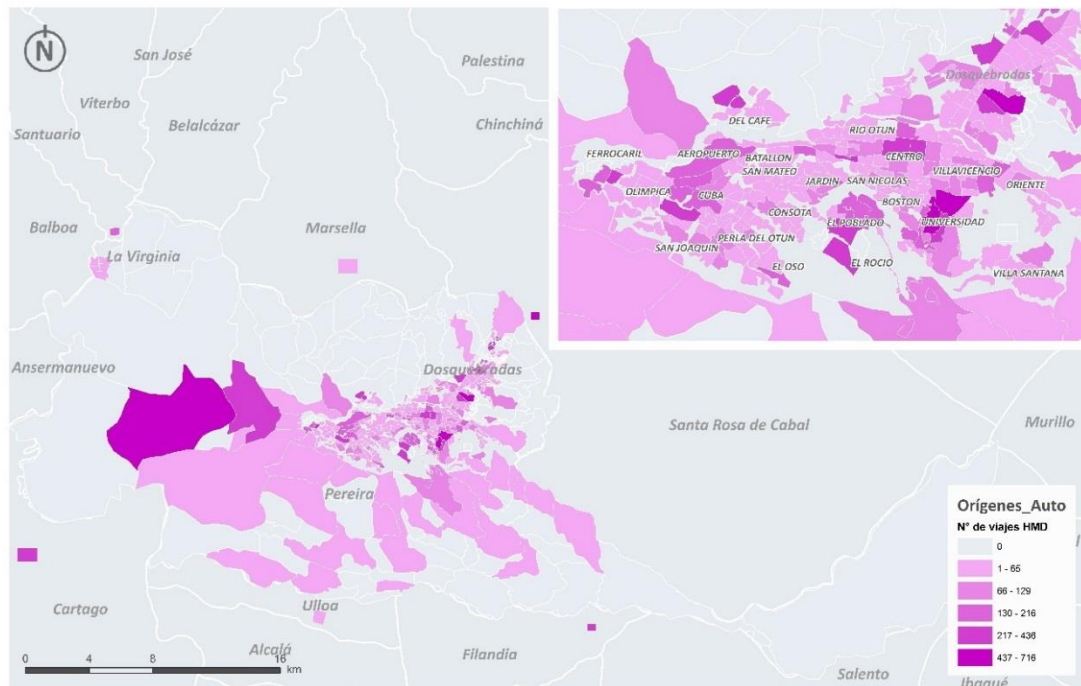 N
San José
Palestina
Viterbo
Santuario
Belalcázar
Chinchiná
Balboa
La Virginia
Marsella
Ansermanuevo
Dosquebradas
Santa Rosa de Cabal
Murillo
Pereira
Cartago
Ulloa
Alcalá
Filandia
Salento
Ibagué
0 4 8 16
km
Dosquebradas
DEL CAFE
RIO OTUN
FERROCARIL
AEROPUERTO
BATALLON
CENTRO
SAN MATEO
VILLAVICENCIO
OLIMPICA
CUBA
JARDIN
SAN NICOLAS
ORIENTE
CONSOTA
BOSTON
EL POBLADO
UNIVERSIDAD
SAN JOAQUIN
PERLA DEL OTUN
EL OSO
EL ROCIO
VILLA SANTANA
Orígenes_Auto
N° de viajes HMD
0
1 - 65
66 - 129
130 - 216
217 - 436
437 - 716